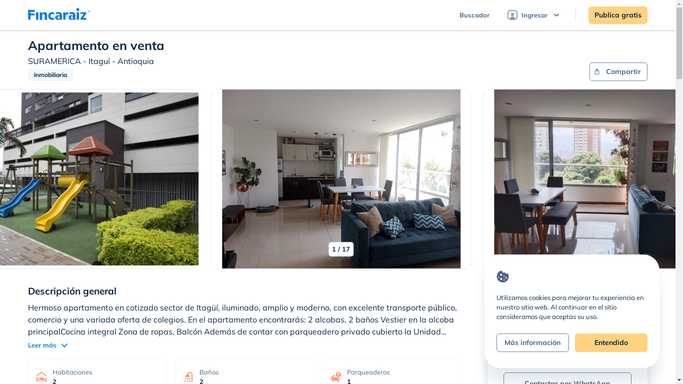 Fincaraiz
Buscador
Ingresar
Publica gratis
Apartamento en venta
SURAMERICA - Itaguí - Antioquia
Inmobiliaria
Compartir
1 / 17
Descripción general
Hermoso apartamento en cotizado sector de Itagüí, iluminado, amplio y moderno, con excelente transporte público,
comercio y una variada oferta de colegios. En el apartamento encontrarás: 2 alcobas, 2 baños Vestier en la alcoba
principalCocina integral Zona de ropas, Balcón Además de contar con parqueadero privado cubierto la Unidad...
Leer más
Habitaciones
2
Baños
2
Parqueaderos
1
Utilizamos cookies para mejorar tu experiencia en
nuestro sitio web. Al continuar en el sitio
consideramos que aceptas su uso.
Más información
Entendido
Contactar por WhatsApp